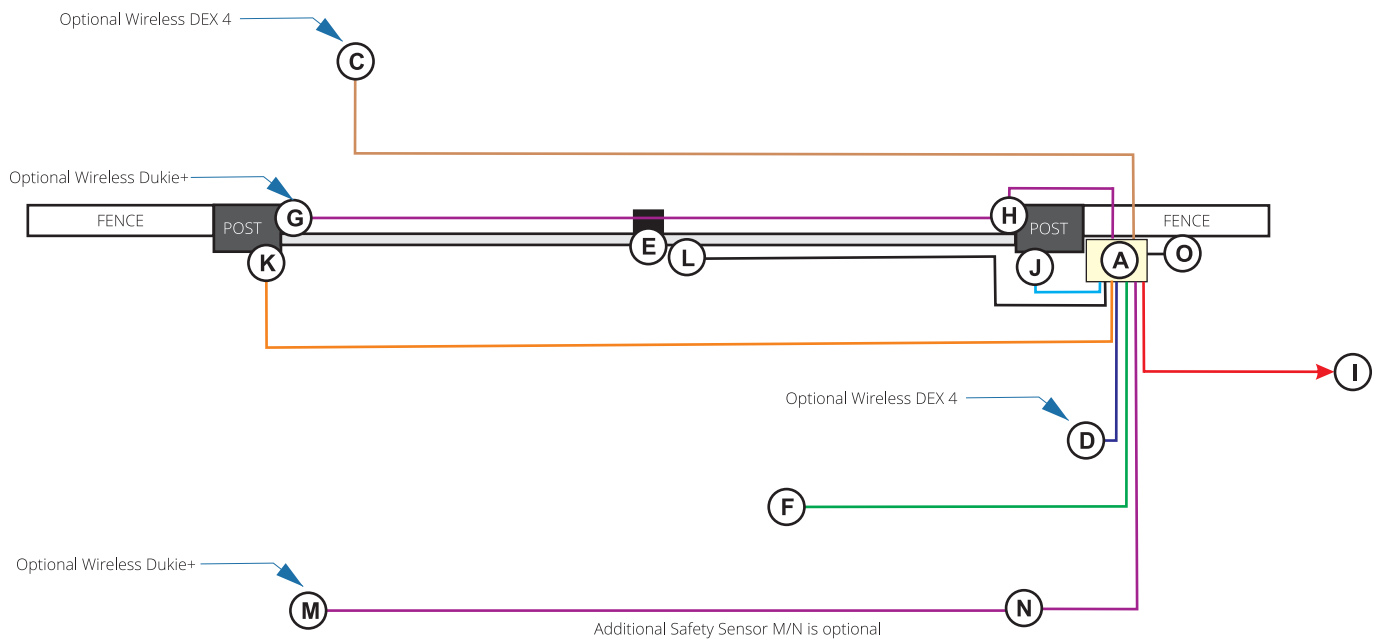 Optional Wireless DEX 4
C
Optional Wireless Dukie+
FENCE
POST
G
H
POST
FENCE
K
E
L
J
A
O
I
Optional Wireless DEX 4
D
F
Optional Wireless Dukie+
M
N
Additional Safety Sensor M/N is optional